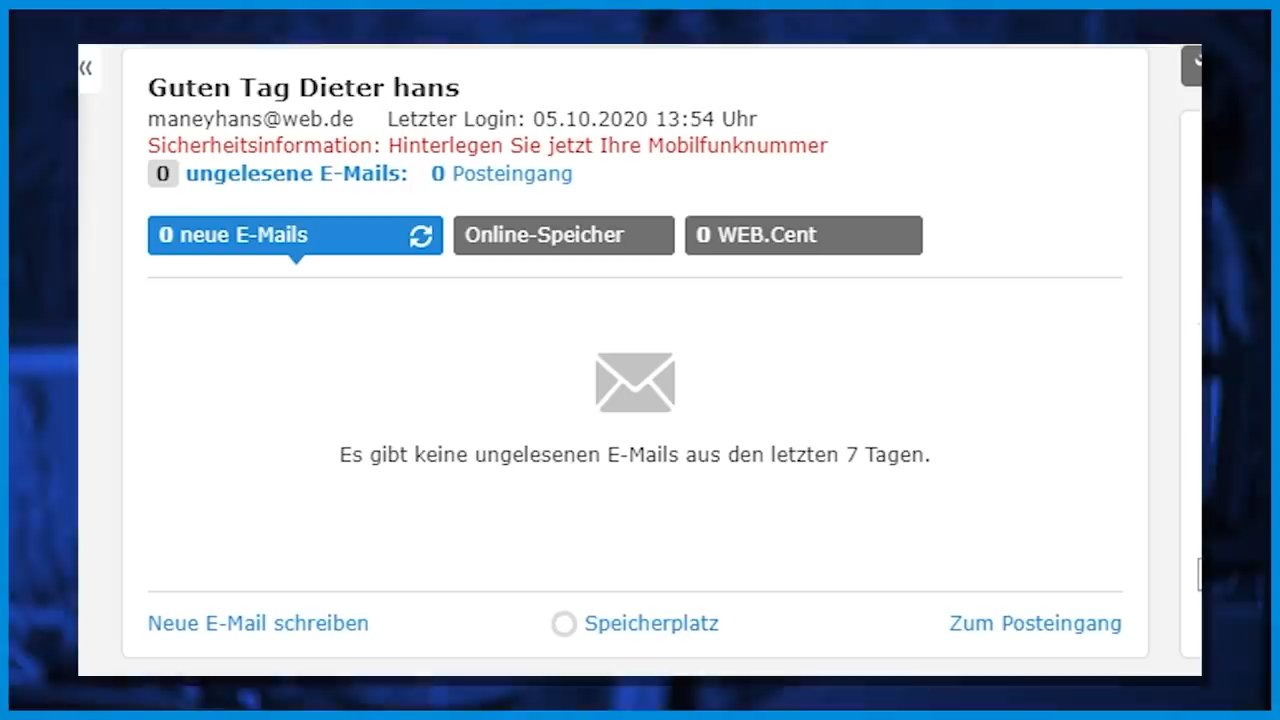 «
Guten Tag Dieter hans
maneyhans@web.de Letzter Login: 05.10.2020 13:54 Uhr
Sicherheitsinformation: Hinterlegen Sie jetzt Ihre Mobilfunknummer
0 ungelesene E-Mails: 0 Posteingang
0 neue E-Mails Online-Speicher 0 WEB.Cent
Es gibt keine ungelesenen E-Mails aus den letzten 7 Tagen.
Neue E-Mail schreiben Speicherplatz Zum Posteingang